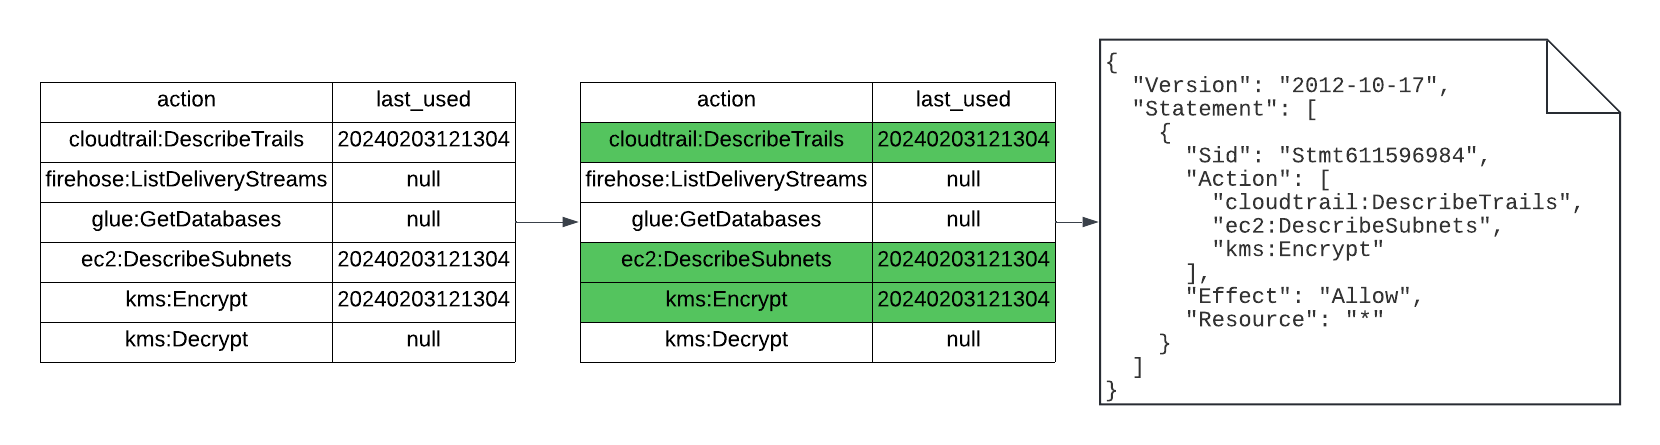 action last_used
cloudtrail:DescribeTrails 20240203121304
firehose:ListDeliveryStreams null
glue:GetDatabases null
ec2:DescribeSubnets 20240203121304
kms:Encrypt 20240203121304
kms:Decrypt null
action last_used
cloudtrail:DescribeTrails 20240203121304
firehose:ListDeliveryStreams null
glue:GetDatabases null
ec2:DescribeSubnets 20240203121304
kms:Encrypt 20240203121304
kms:Decrypt null
{
  "Version": "2012-10-17",
  "Statement": [
    {
      "Sid": "Stmt611596984",
      "Action": [
        "cloudtrail:DescribeTrails",
        "ec2:DescribeSubnets",
        "kms:Encrypt"
      ],
      "Effect": "Allow",
      "Resource": "*"
    }
  ]
}